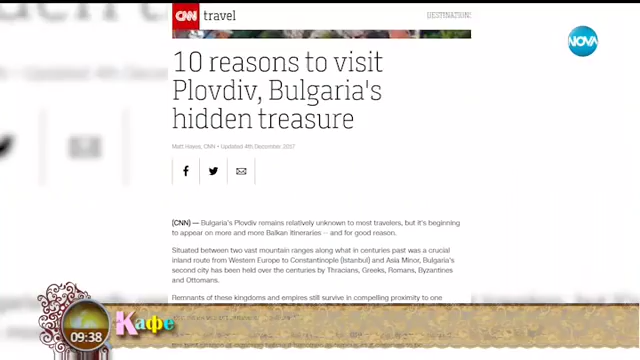 CNN travel
DESTINATIONS
NOVA
10 reasons to visit
Plovdiv, Bulgaria's
hidden treasure
Matt Hayes, CNN • Updated 4th December 2017
(CNN) — Bulgaria's Plovdiv remains relatively unknown to most travelers, but it's beginning
to appear on more and more Balkan itineraries -- and for good reason.
Situated between two vast mountain ranges along what in centuries past was a crucial
inland route from Western Europe to Constantinople (Istanbul) and Asia Minor, Bulgaria's
second city has been held over the centuries by Thracians, Greeks, Romans, Byzantines
and Ottomans.
Remnants of these kingdoms and empires still survive in compelling proximity to one
09:38
Кафе